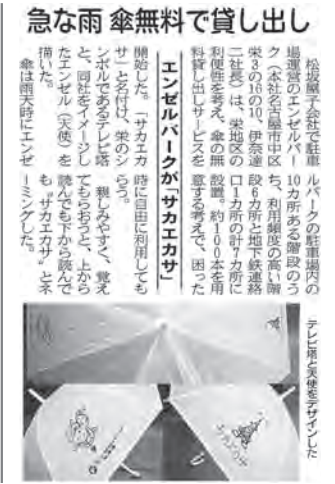 急な雨 傘無料で貸し出し
エンゼルパークが「サカエカサ」
松坂屋子会社で駐車
場運営のエンゼルパー
ク（本社名古屋市中区
栄3の16の10、伊奈達
二社長）は、栄地区の
利便性を考え、傘の無
料貸し出しサービスを
開始した。「サカエカ
サ」と名付け、栄のシ
ンボルであるテレビ塔
と、同社をイメージし
たエンゼル（天使）を
描いた。
傘は雨天時にエンゼ
ルパークの駐車場内の
10カ所ある階段のう
ち、利用頻度の高い階
段6カ所と地下鉄連絡
口1カ所の計7カ所に
設置。約100本を用
意する考えで、困った
時に自由に利用しても
らう。
親しみやすく、覚え
てもらおうと、上から
読んでも下から読んで
も〝サカエカサ〟とネ
ーミングした。
テレビ塔と天使をデザインした